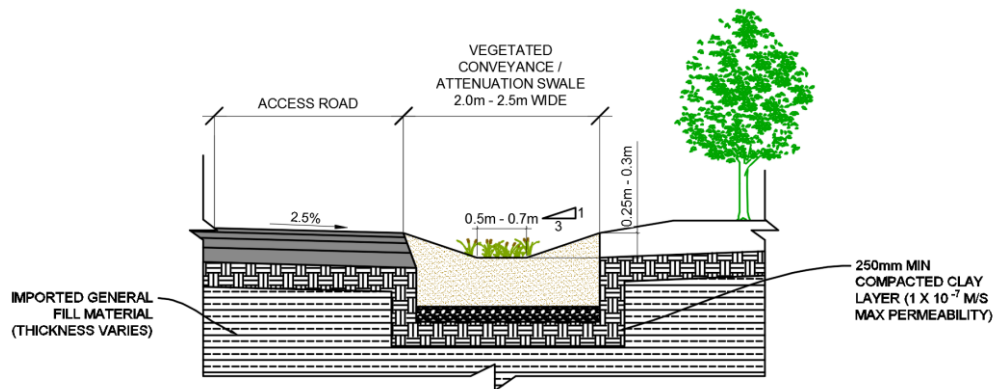 VEGETATED
CONVEYANCE /
ATTENUATION SWALE
2.0m - 2.5m WIDE
ACCESS ROAD
0.25m - 0.3m
2.5%
0.5m - 0.7m
1
3
IMPORTED GENERAL
FILL MATERIAL
(THICKNESS VARIES)
250mm MIN
COMPACTED CLAY
LAYER (1 X 10⁻⁷ M/S
MAX PERMEABILITY)